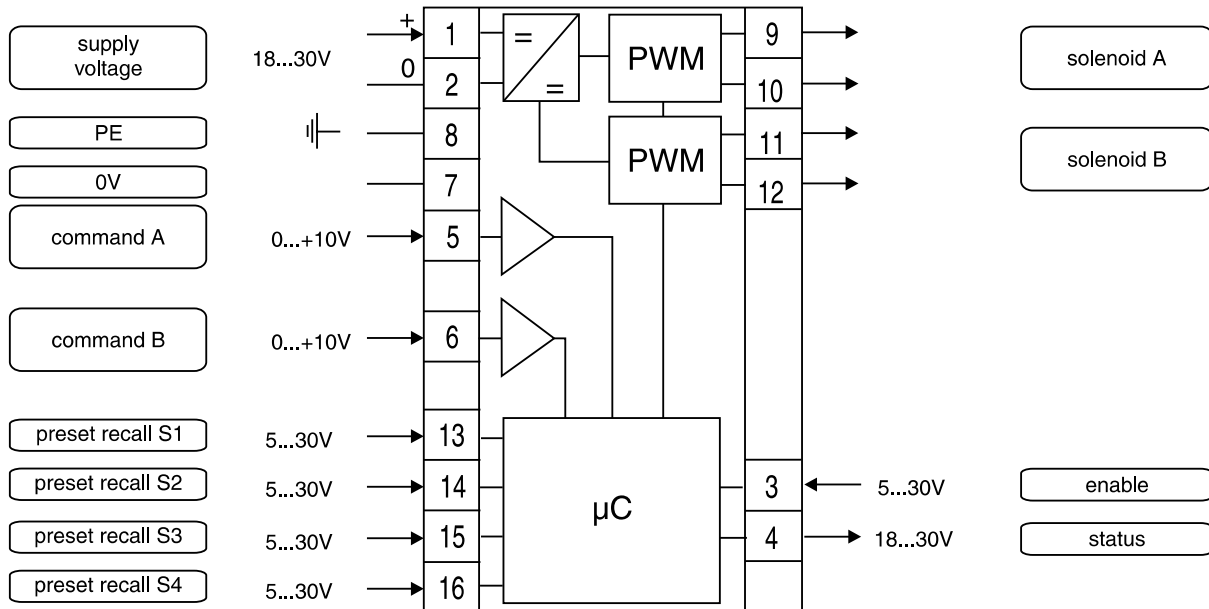 supply
voltage
18...30V
+
0
1
2
=
=
PWM
9
10
solenoid A
PE
8
PWM
11
12
solenoid B
0V
7
command A
0...+10V
5
command B
0...+10V
6
preset recall S1
5...30V
13
preset recall S2
5...30V
14
preset recall S3
5...30V
15
preset recall S4
5...30V
16
µC
3
5...30V
enable
4
18...30V
status